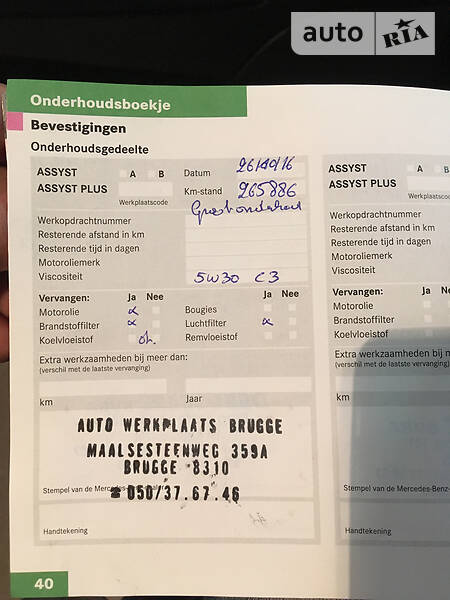 auto RIA
Onderhoudsboekje
Bevestigingen
Onderhoudsgedeelte
ASSYST A B Datum 26/10/16
ASSYST PLUS Km-stand 265886
Werkplaatscode Groot onderhoud
Werkopdrachtnummer
Resterende afstand in km
Resterende tijd in dagen
Motoroliemerk
Viscositeit 5W30 C3
Vervangen: Ja Nee Ja Nee
Motorolie Bougies
Brandstoffilter Luchtfilter
Koelvloeistof oh. Remvloeistof
Extra werkzaamheden bij meer dan:
(verschil met de laatste vervanging)
km Jaar
AUTO WERKPLAATS BRUGGE
MAALSESTEENWEG 359A
BRUGGE 8310
Stempel van de Mercedes-
☎ 050/37.67.46
Handtekening
40
ASSYST A B
ASSYST PLUS
Werkplaatscode
Werkopdrachtnummer
Resterende afstand in km
Resterende tijd in dagen
Motoroliemerk
Viscositeit
Vervangen: Ja
Motorolie
Brandstoffilter
Koelvloeistof
Extra werkzaamheden bij me
(verschil met de laatste vervanging)
km
Stempel van de Mercedes-Benz-
Handtekening